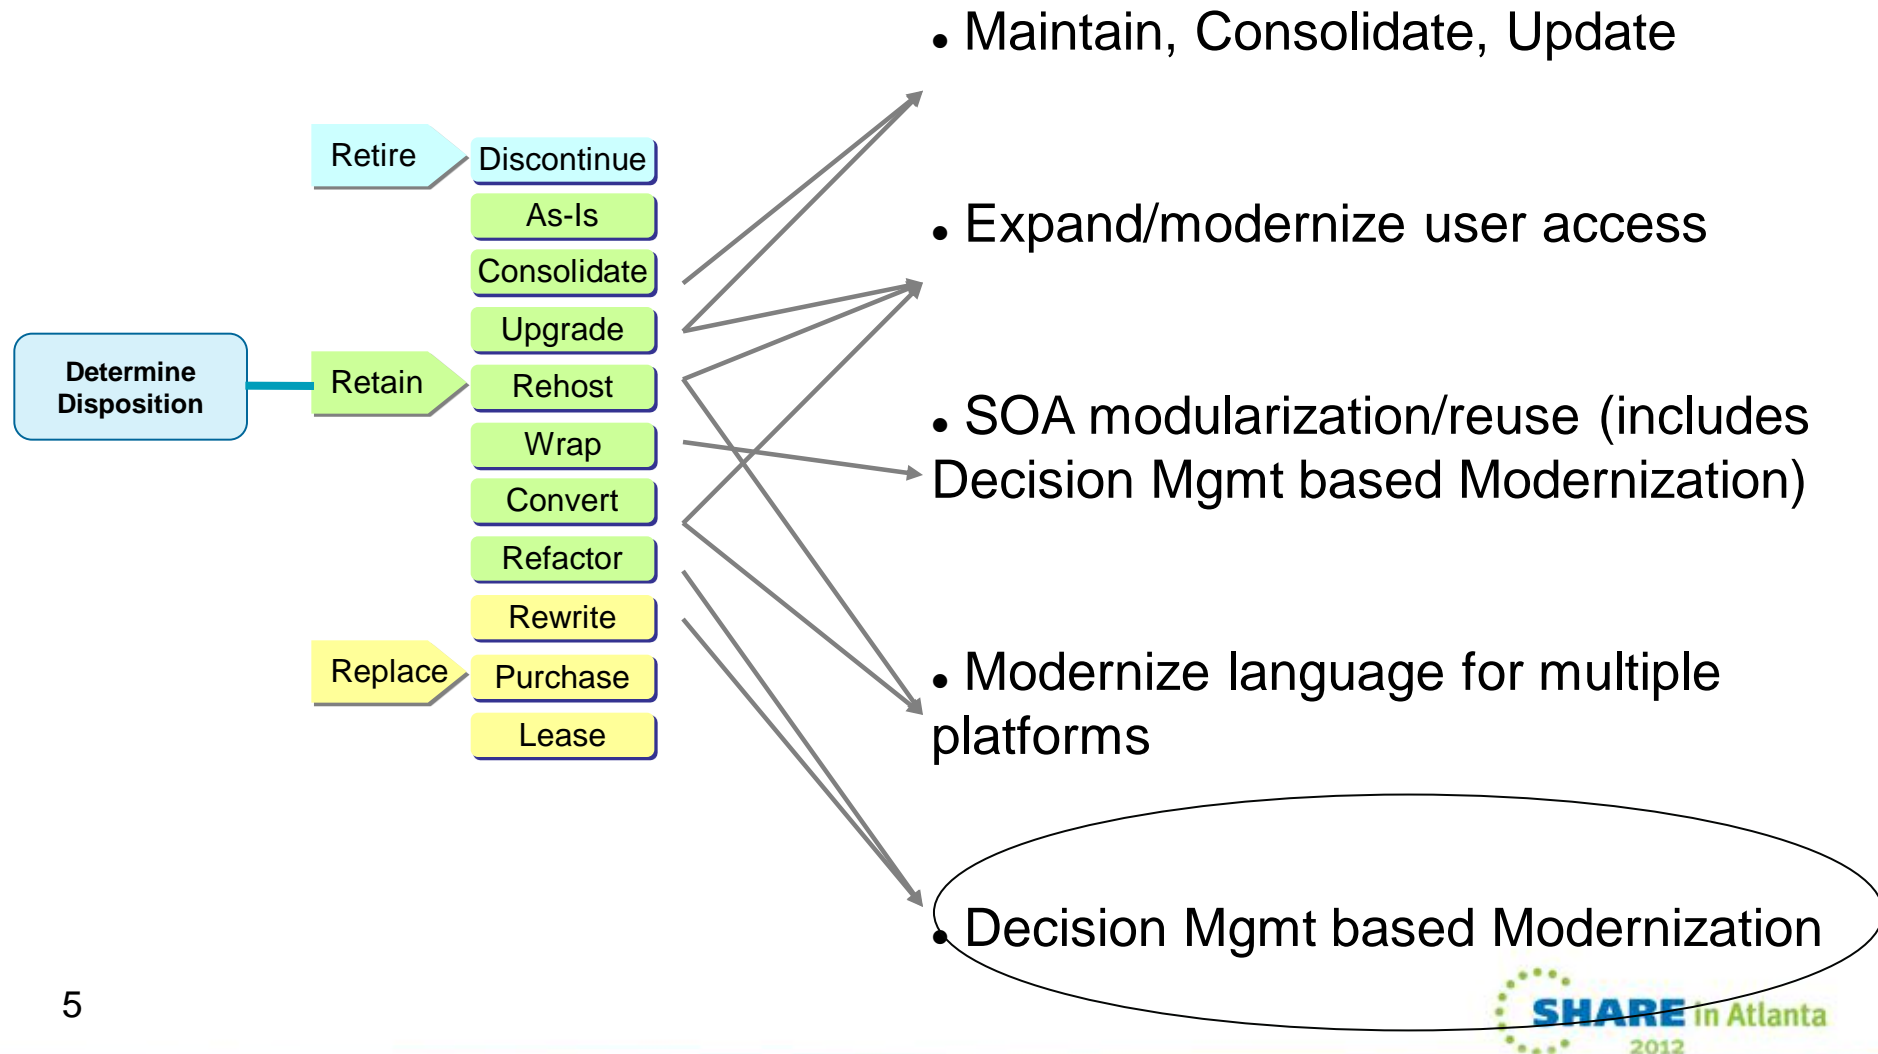 Determine
Disposition
Retire
Retain
Replace
Discontinue
As-Is
Consolidate
Upgrade
Rehost
Wrap
Convert
Refactor
Rewrite
Purchase
Lease
• Maintain, Consolidate, Update
• Expand/modernize user access
• SOA modularization/reuse (includes
Decision Mgmt based Modernization)
• Modernize language for multiple
platforms
• Decision Mgmt based Modernization
5
SHARE in Atlanta
2012